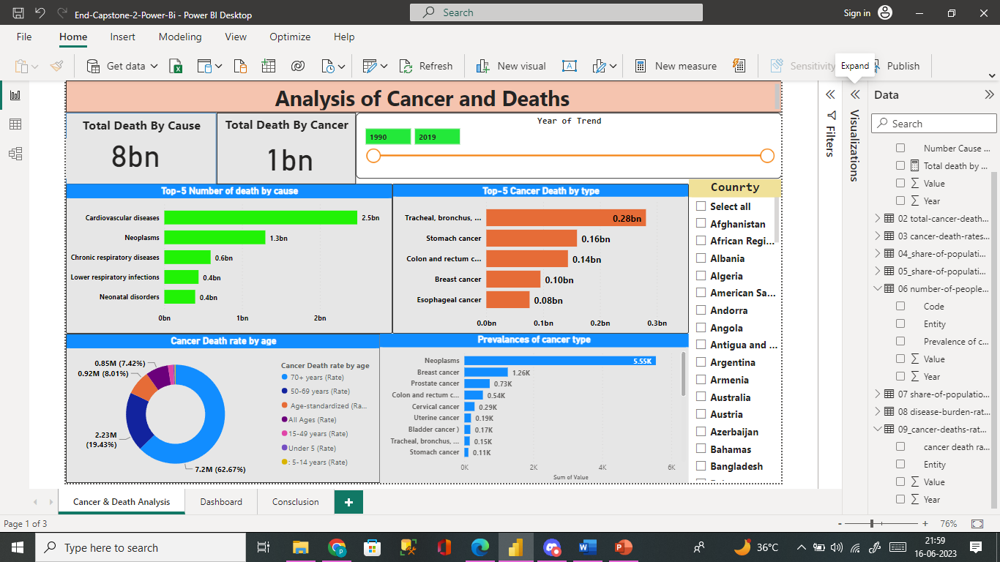 End-Capstone-2-Power-Bi - Power BI Desktop
Search
Sign in
File
Home
Insert
Modeling
View
Optimize
Help
Get data
Refresh
New visual
New measure
Sensitivity
Expand
Publish
Analysis of Cancer and Deaths
Total Death By Cause
8bn
Total Death By Cancer
1bn
Year of Trend
1990
2019
Top-5 Number of death by cause
Cardiovascular diseases
2.5bn
Neoplasms
1.3bn
Chronic respiratory diseases
0.6bn
Lower respiratory infections
0.4bn
Neonatal disorders
0.4bn
0bn
1bn
2bn
Top-5 Cancer Death by type
Tracheal, bronchus, ...
0.28bn
Stomach cancer
0.16bn
Colon and rectum c...
0.14bn
Breast cancer
0.10bn
Esophageal cancer
0.08bn
0.0bn
0.1bn
0.2bn
0.3bn
Counrty
Select all
Afghanistan
African Regi...
Albania
Algeria
American Sa...
Andorra
Angola
Antigua and ...
Argentina
Armenia
Australia
Austria
Azerbaijan
Bahamas
Bangladesh
Cancer Death rate by age
0.85M (7.42%)
0.92M (8.01%)
2.23M
(19.43%)
7.2M (62.67%)
Cancer Death rate by age
70+ years (Rate)
50-69 years (Rate)
Age-standardized (Ra...
All Ages (Rate)
15-49 years (Rate)
Under 5 (Rate)
: 5-14 years (Rate)
Prevalances of cancer type
Neoplasms
5.55K
Breast cancer
1.26K
Prostate cancer
0.73K
Colon and rectum c...
0.54K
Cervical cancer
0.29K
Uterine cancer
0.19K
Bladder cancer )
0.17K
Tracheal, bronchus, ...
0.15K
Stomach cancer
0.11K
0K
2K
4K
6K
Sum of Value
Filters
Visualizations
Data
Search
Number Cause ...
Total death by ...
Value
Year
02 total-cancer-death...
03 cancer-death-rates...
04_share-of-populati...
05_share-of-populati...
06 number-of-people...
Code
Entity
Prevalence of c...
Value
Year
07 share-of-populatio...
08 disease-burden-rat...
09_cancer-deaths-rat...
cancer death ra...
Entity
Value
Year
Cancer & Death Analysis
Dashboard
Consclusion
Page 1 of 3
76%
Type here to search
36°C
21:59
16-06-2023